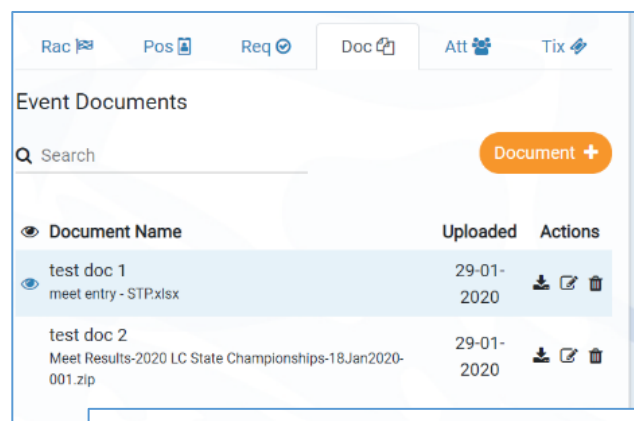 Rac Pos Req Doc Att Tix
Event Documents
Search Document +
Document Name Uploaded Actions
test doc 1
meet entry - STP.xlsx
29-01-
2020
test doc 2
Meet Results-2020 LC State Championships-18Jan2020-
001.zip
29-01-
2020